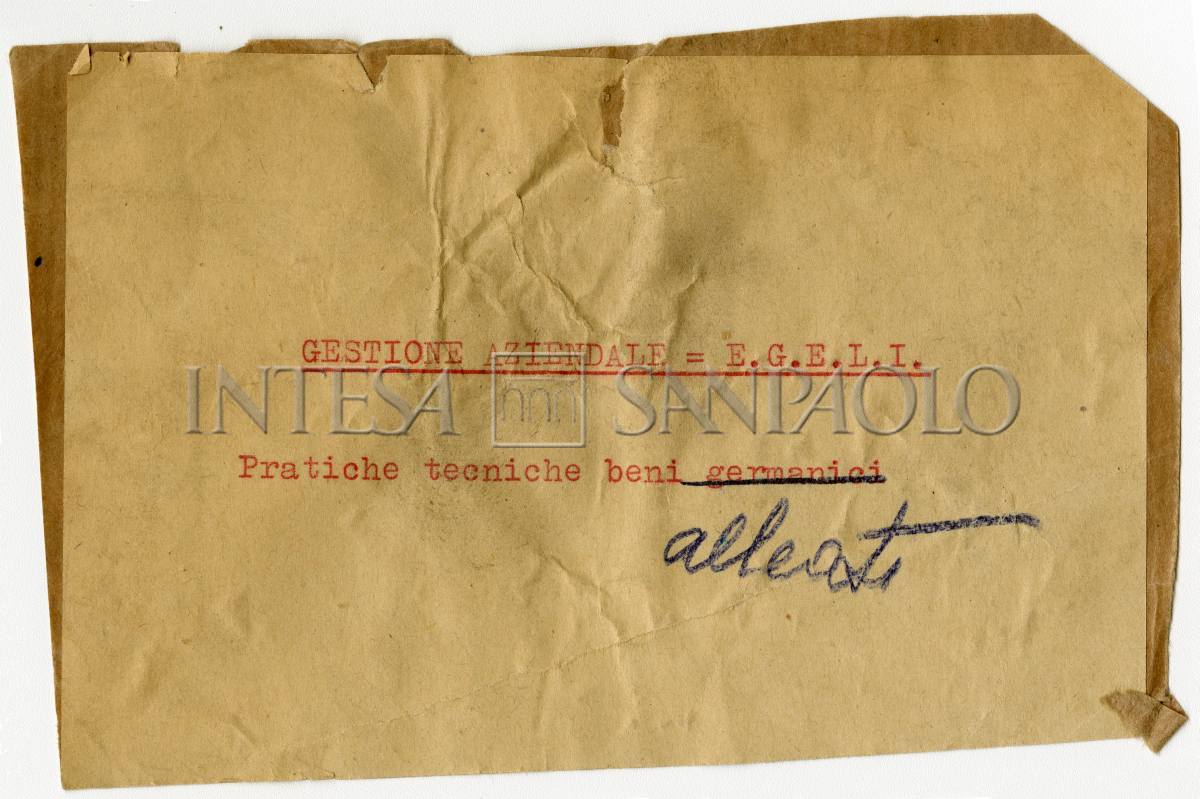 GESTIONE AZIENDALE = E.G.E.L.I.
INTESA SANPAOLO
Pratiche tecniche beni germanici
alleati